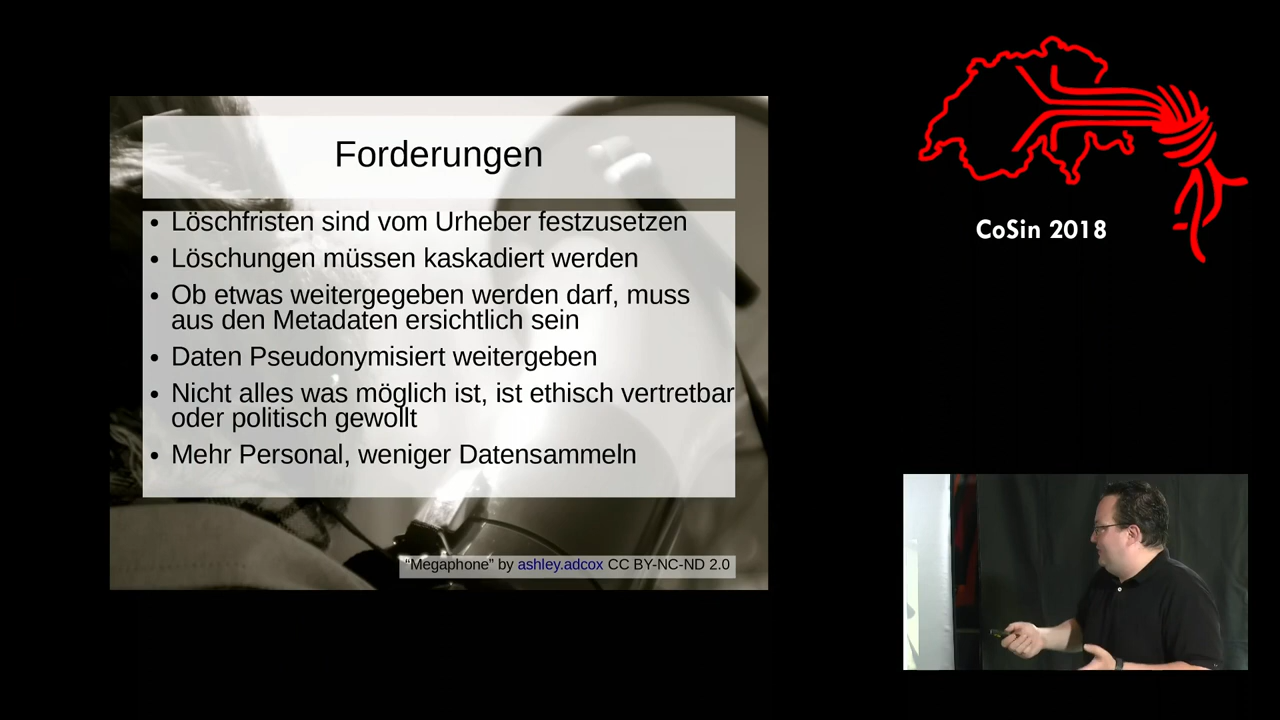 Forderungen
• Löschfristen sind vom Urheber festzusetzen
• Löschungen müssen kaskadiert werden
• Ob etwas weitergegeben werden darf, muss
aus den Metadaten ersichtlich sein
• Daten Pseudonymisiert weitergeben
• Nicht alles was möglich ist, ist ethisch vertretbar
oder politisch gewollt
• Mehr Personal, weniger Datensammeln
"Megaphone" by ashley.adcox CC BY-NC-ND 2.0
CoSin 2018